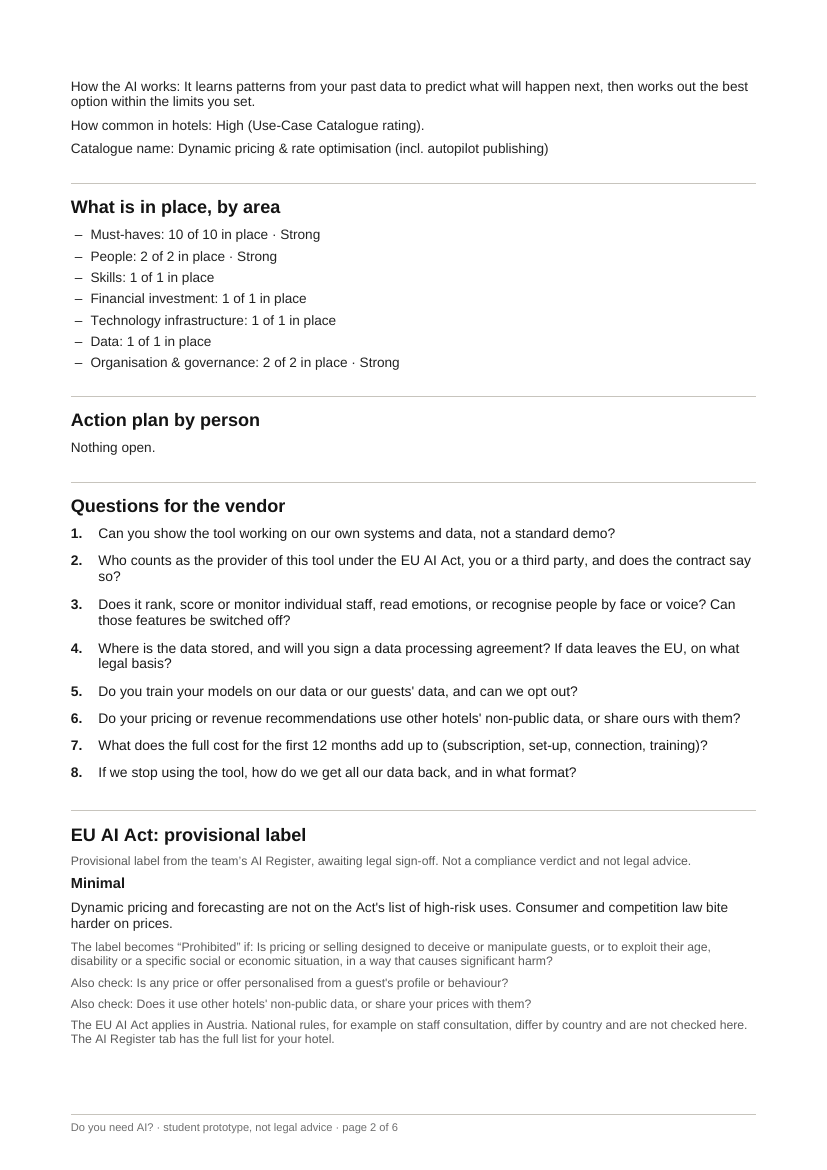 How the AI works: It learns patterns from your past data to predict what will happen next, then works out the best
option within the limits you set.
How common in hotels: High (Use-Case Catalogue rating).
Catalogue name: Dynamic pricing & rate optimisation (incl. autopilot publishing)
What is in place, by area
– Must-haves: 10 of 10 in place · Strong
– People: 2 of 2 in place · Strong
– Skills: 1 of 1 in place
– Financial investment: 1 of 1 in place
– Technology infrastructure: 1 of 1 in place
– Data: 1 of 1 in place
– Organisation & governance: 2 of 2 in place · Strong
Action plan by person
Nothing open.
Questions for the vendor
1. Can you show the tool working on our own systems and data, not a standard demo?
2. Who counts as the provider of this tool under the EU AI Act, you or a third party, and does the contract say
so?
3. Does it rank, score or monitor individual staff, read emotions, or recognise people by face or voice? Can
those features be switched off?
4. Where is the data stored, and will you sign a data processing agreement? If data leaves the EU, on what
legal basis?
5. Do you train your models on our data or our guests' data, and can we opt out?
6. Do your pricing or revenue recommendations use other hotels' non-public data, or share ours with them?
7. What does the full cost for the first 12 months add up to (subscription, set-up, connection, training)?
8. If we stop using the tool, how do we get all our data back, and in what format?
EU AI Act: provisional label
Provisional label from the team's AI Register, awaiting legal sign-off. Not a compliance verdict and not legal advice.
Minimal
Dynamic pricing and forecasting are not on the Act's list of high-risk uses. Consumer and competition law bite
harder on prices.
The label becomes “Prohibited” if: Is pricing or selling designed to deceive or manipulate guests, or to exploit their age,
disability or a specific social or economic situation, in a way that causes significant harm?
Also check: Is any price or offer personalised from a guest's profile or behaviour?
Also check: Does it use other hotels' non-public data, or share your prices with them?
The EU AI Act applies in Austria. National rules, for example on staff consultation, differ by country and are not checked here.
The AI Register tab has the full list for your hotel.
Do you need AI? · student prototype, not legal advice · page 2 of 6